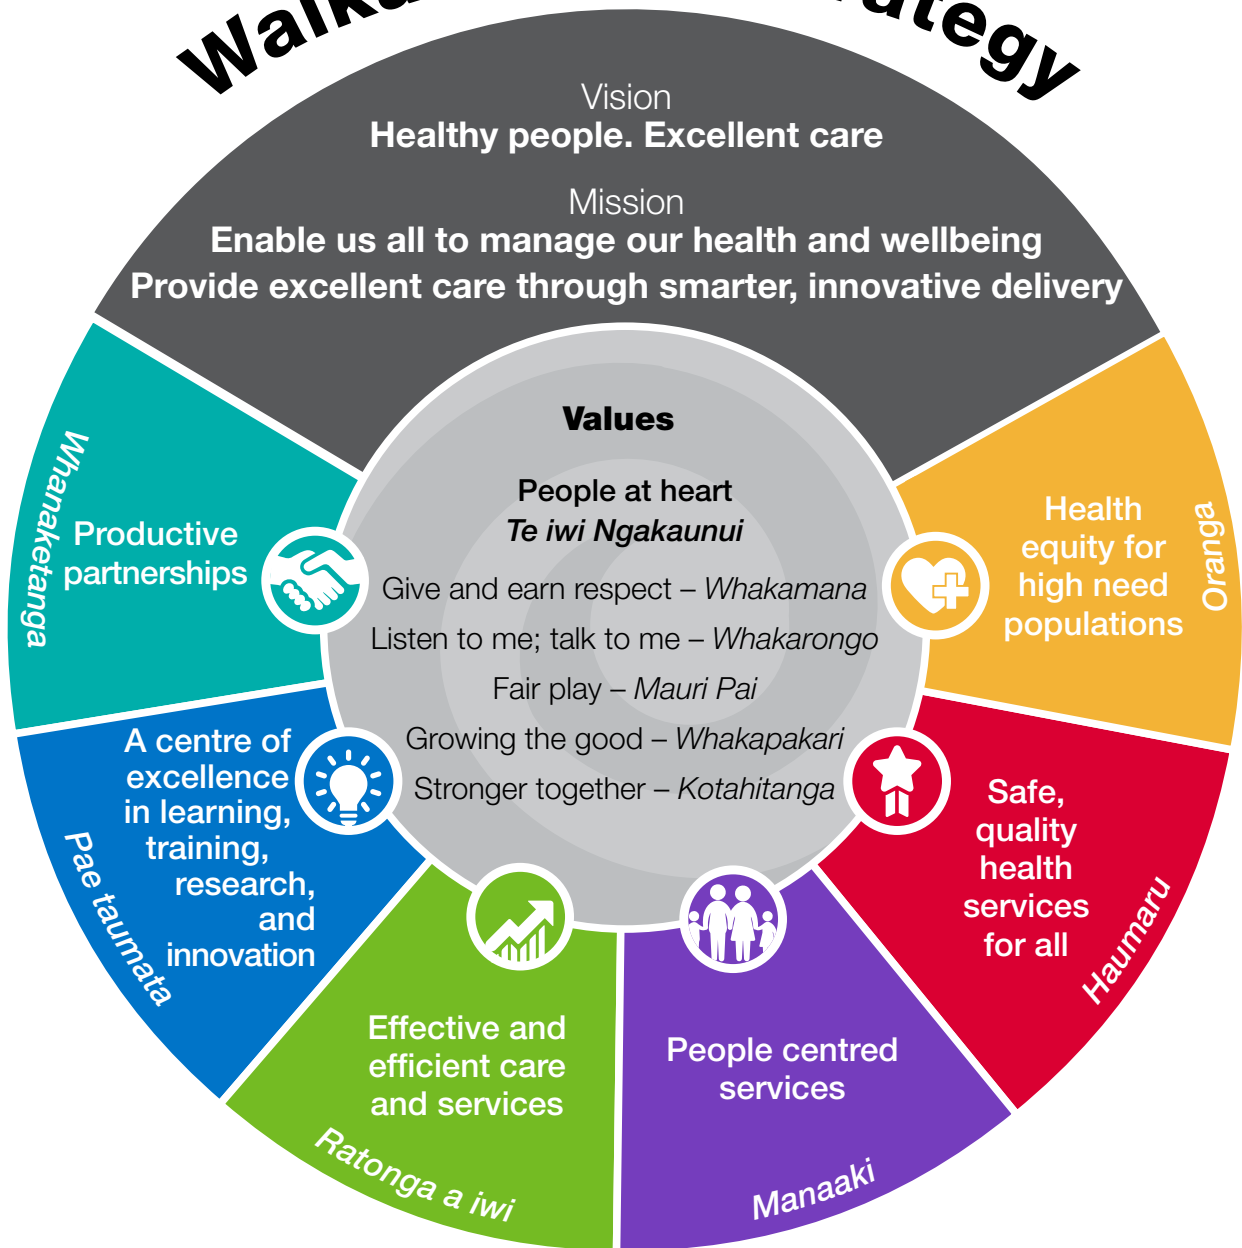 Vision
Healthy people. Excellent care
Mission
Enable us all to manage our health and wellbeing
Provide excellent care through smarter, innovative delivery
Values
People at heart
Te iwi Ngakaunui
Give and earn respect – Whakamana
Listen to me; talk to me – Whakarongo
Fair play – Mauri Pai
Growing the good – Whakapakari
Stronger together – Kotahitanga
Health
equity for
high need
populations
Oranga
Safe,
quality
health
services
for all
Haumaru
People centred
services
Manaaki
Effective and
efficient care
and services
Ratonga a iwi
A centre of
excellence
in learning,
training,
research,
and
innovation
Pae taumata
Productive
partnerships
Whanaketanga